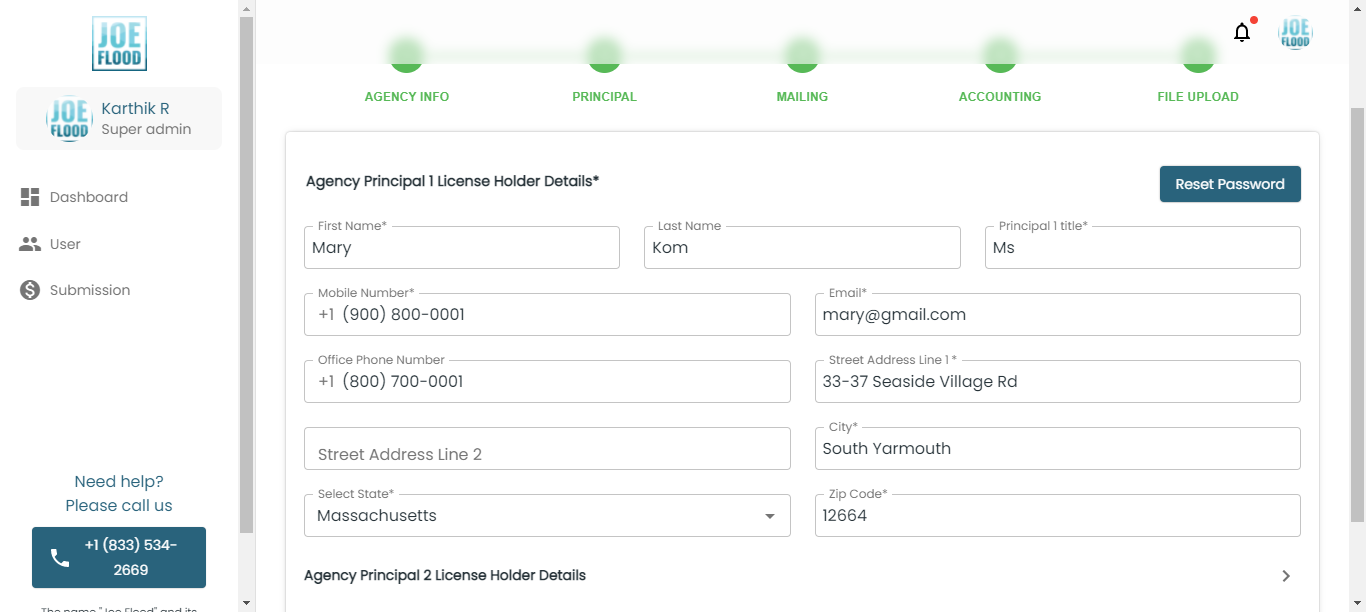 JOE
FLOOD
JOE
FLOOD
Karthik R
Super admin
Dashboard
User
Submission
Need help?
Please call us
+1 (833) 534-
2669
The name "Joe Flood" and its
JOE
FLOOD
AGENCY INFO
PRINCIPAL
MAILING
ACCOUNTING
FILE UPLOAD
Agency Principal 1 License Holder Details*
Reset Password
First Name*
Mary
Last Name
Kom
Principal 1 title*
Ms
Mobile Number*
+1 (900) 800-0001
Email*
mary@gmail.com
Office Phone Number
+1 (800) 700-0001
Street Address Line 1 *
33-37 Seaside Village Rd
Street Address Line 2
City*
South Yarmouth
Select State*
Massachusetts
Zip Code*
12664
Agency Principal 2 License Holder Details